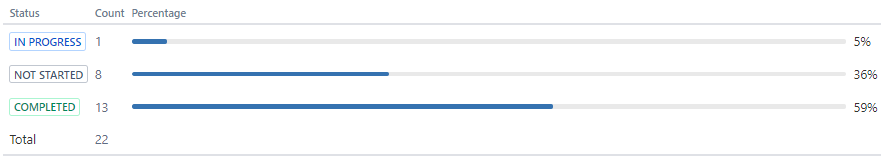 Status Count Percentage
IN PROGRESS 1 5%
NOT STARTED 8 36%
COMPLETED 13 59%
Total 22